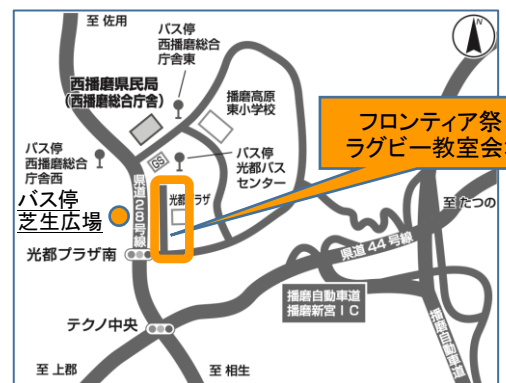 至 佐用
N
バス停
西播磨総合
庁舎東
西播磨県民局
(西播磨総合庁舎)
播磨高原
東小学校
フロンティア祭
ラグビー教室会
GS
バス停
西播磨総合
庁舎西
バス停
光都バス
センター
バス停
芝生広場
県道28号線
光都プラザ
至 たつの
光都プラザ南
県道44号線
播磨自動車道
播磨新宮IC
テクノ中央
播磨自動車道
至 上郡
至 相生